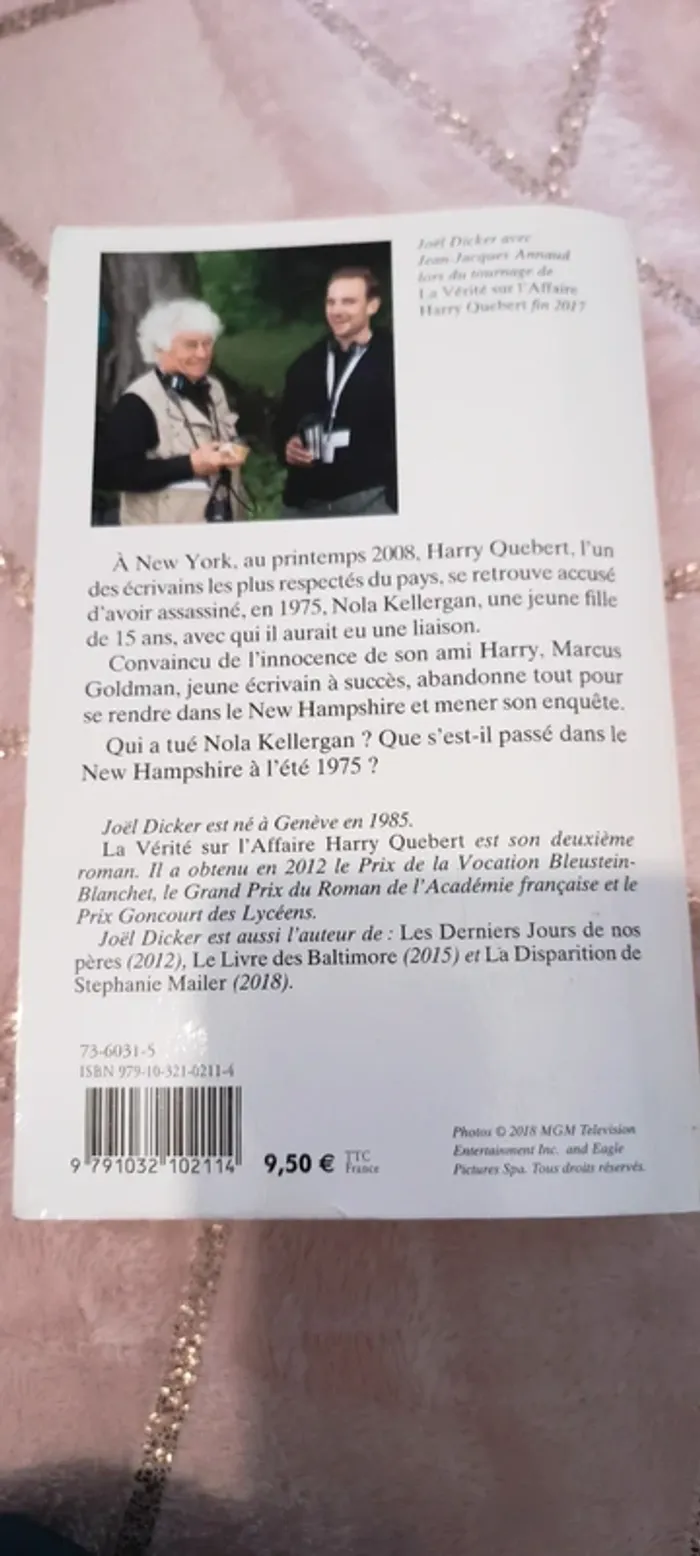 Joël Dicker avec
Jean-Jacques Annaud
lors du tournage de
La Vérité sur l'Affaire
Harry Quebert fin 2017
À New York, au printemps 2008, Harry Quebert, l'un
des écrivains les plus respectés du pays, se retrouve accusé
d'avoir assassiné, en 1975, Nola Kellergan, une jeune fille
de 15 ans, avec qui il aurait eu une liaison.
Convaincu de l'innocence de son ami Harry, Marcus
Goldman, jeune écrivain à succès, abandonne tout pour
se rendre dans le New Hampshire et mener son enquête.
Qui a tué Nola Kellergan ? Que s'est-il passé dans le
New Hampshire à l'été 1975 ?
Joël Dicker est né à Genève en 1985.
La Vérité sur l'Affaire Harry Quebert est son deuxième
roman. Il a obtenu en 2012 le Prix de la Vocation Bleustein-
Blanchet, le Grand Prix du Roman de l'Académie française et le
Prix Goncourt des Lycéens.
Joël Dicker est aussi l'auteur de : Les Derniers Jours de nos
pères (2012), Le Livre des Baltimore (2015) et La Disparition de
Stephanie Mailer (2018).
73-6031-5
ISBN 979-10-321-0211-4
9 791032 102114
9,50 € TTC
France
Photos © 2018 MGM Television
Entertainment Inc. and Eagle
Pictures Spa. Tous droits réservés.